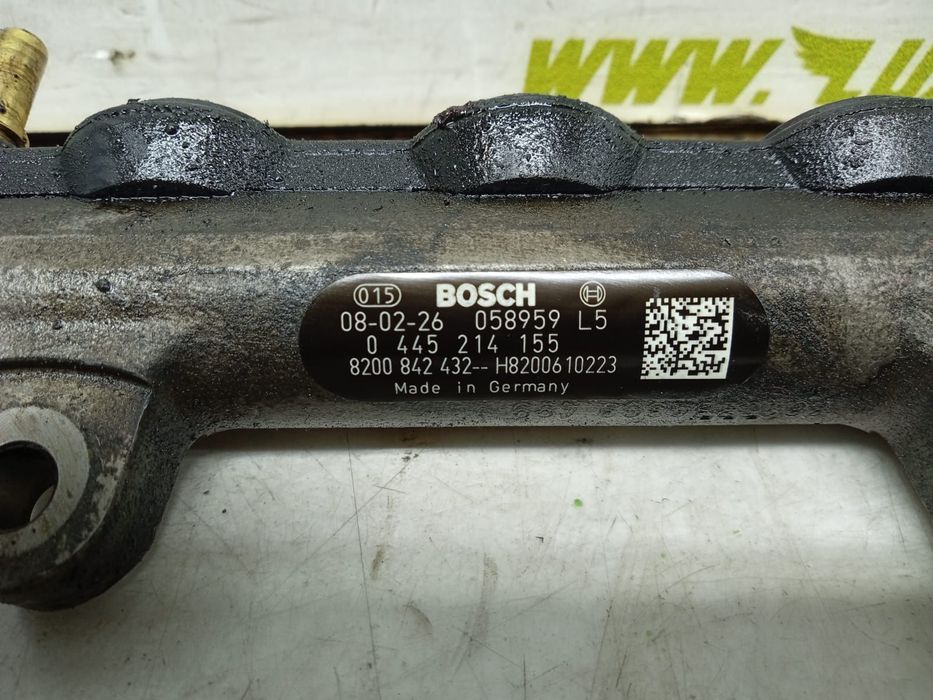 WWW.
015 BOSCH
08-02-26 058959 L5
0 445 214 155
8200 842 432-- H8200610223
Made in Germany